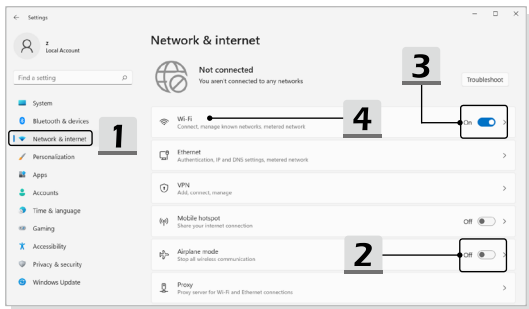 Settings
z
Local Account
Find a setting
System
Bluetooth & devices
Network & internet
Personalization
Apps
Accounts
Time & language
Gaming
Accessibility
Privacy & security
Windows Update
1
Network & internet
Not connected
You aren't connected to any networks
Troubleshoot
3
Wi-Fi
Connect, manage known networks, metered network
4
On
Ethernet
Authentication, IP and DNS settings, metered network
VPN
Add, connect, manage
Mobile hotspot
Share your internet connection
Off
Airplane mode
Stop all wireless communication
2
Off
Proxy
Proxy server for Wi-Fi and Ethernet connections